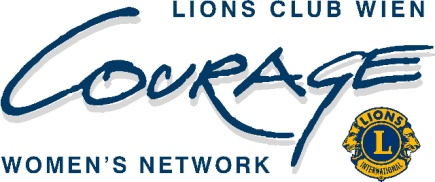 LIONS CLUB WIEN
COURAGE
WOMEN'S NETWORK
LIONS
L
INTERNATIONAL